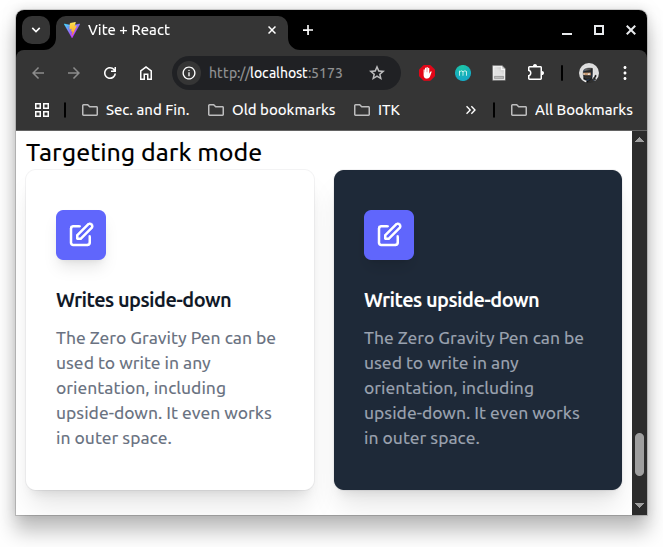 Vite + React
http://localhost:5173
Sec. and Fin.
Old bookmarks
ITK
All Bookmarks
Targeting dark mode
Writes upside-down
The Zero Gravity Pen can be
used to write in any
orientation, including
upside-down. It even works
in outer space.
Writes upside-down
The Zero Gravity Pen can be
used to write in any
orientation, including
upside-down. It even works
in outer space.